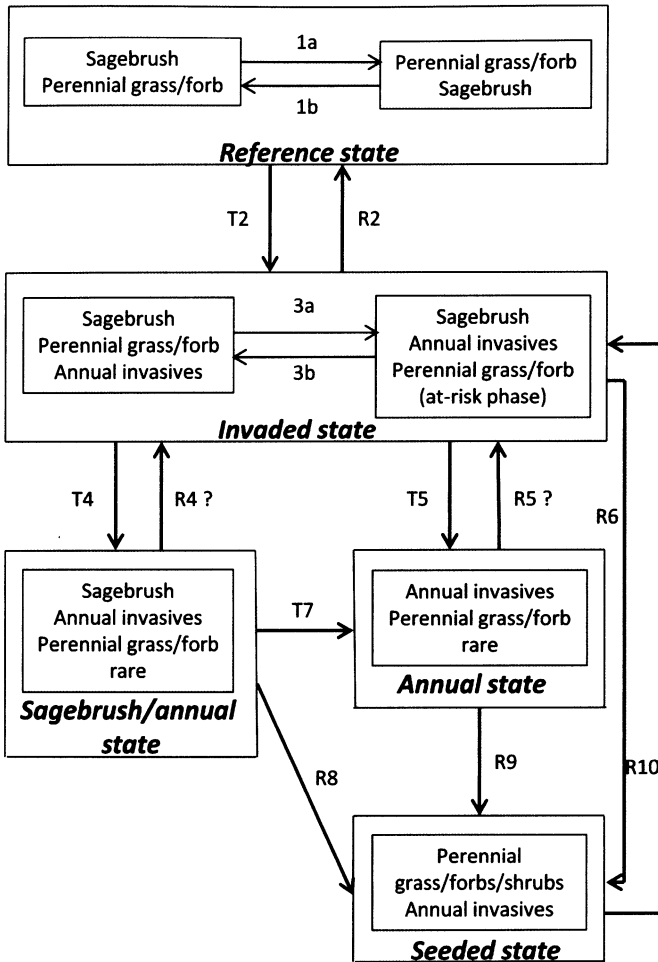 Sagebrush
Perennial grass/forb
1a
1b
Perennial grass/forb
Sagebrush
Reference state
T2
R2
Sagebrush
Perennial grass/forb
Annual invasives
3a
3b
Sagebrush
Annual invasives
Perennial grass/forb
(at-risk phase)
Invaded state
T4
R4 ?
T5
R5 ?
R6
Sagebrush
Annual invasives
Perennial grass/forb
rare
Sagebrush/annual
state
T7
Annual invasives
Perennial grass/forb
rare
Annual state
R8
R9
R10
Perennial
grass/forbs/shrubs
Annual invasives
Seeded state